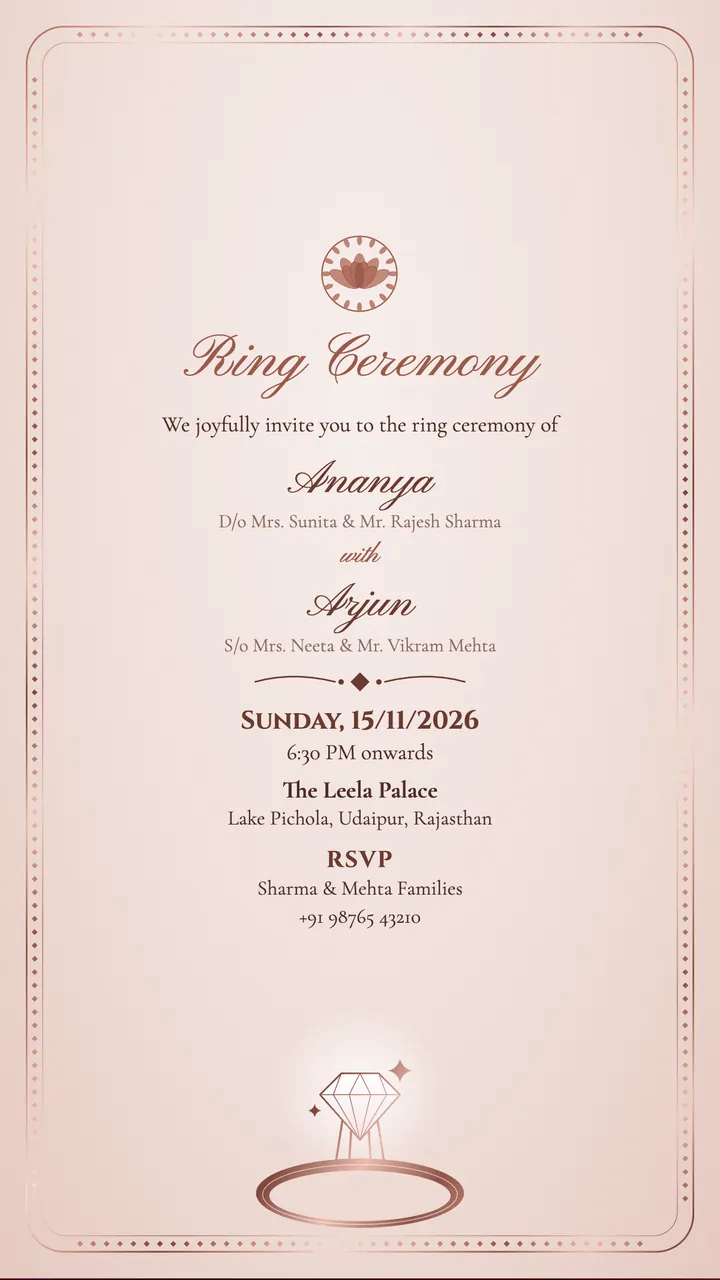 Ring Ceremony
We joyfully invite you to the ring ceremony of
Ananya
D/o Mrs. Sunita & Mr. Rajesh Sharma
with
Arjun
S/o Mrs. Neeta & Mr. Vikram Mehta
Sunday, 15/11/2026
6:30 PM onwards
The Leela Palace
Lake Pichola, Udaipur, Rajasthan
RSVP
Sharma & Mehta Families
+91 98765 43210